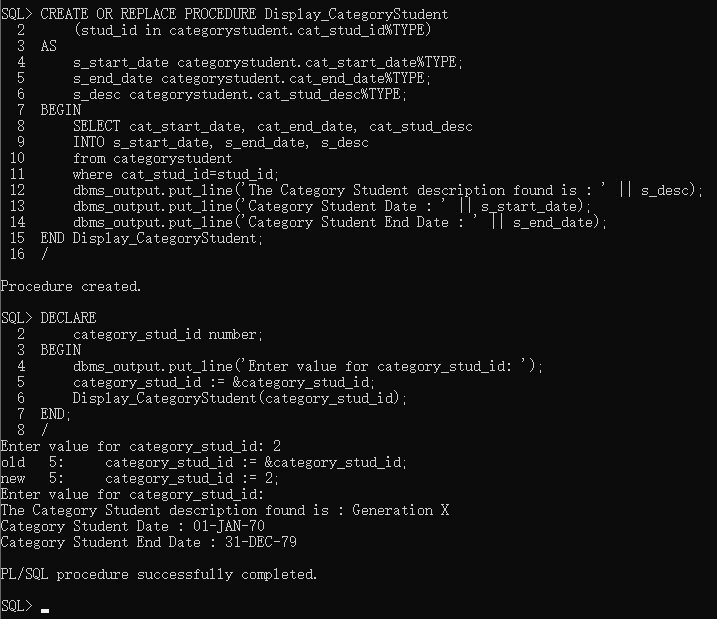 SQL> CREATE OR REPLACE PROCEDURE Display_CategoryStudent
  2      (stud_id in categorystudent.cat_stud_id%TYPE)
  3  AS
  4      s_start_date categorystudent.cat_start_date%TYPE;
  5      s_end_date categorystudent.cat_end_date%TYPE;
  6      s_desc categorystudent.cat_stud_desc%TYPE;
  7  BEGIN
  8      SELECT cat_start_date, cat_end_date, cat_stud_desc
  9      INTO s_start_date, s_end_date, s_desc
 10      from categorystudent
 11      where cat_stud_id=stud_id;
 12      dbms_output.put_line('The Category Student description found is : ' || s_desc);
 13      dbms_output.put_line('Category Student Date : ' || s_start_date);
 14      dbms_output.put_line('Category Student End Date : ' || s_end_date);
 15  END Display_CategoryStudent;
 16  /
Procedure created.
SQL> DECLARE
  2      category_stud_id number;
  3  BEGIN
  4      dbms_output.put_line('Enter value for category_stud_id: ');
  5      category_stud_id := &category_stud_id;
  6      Display_CategoryStudent(category_stud_id);
  7  END;
  8  /
Enter value for category_stud_id: 2
old   5:     category_stud_id := &category_stud_id;
new   5:     category_stud_id := 2;
Enter value for category_stud_id:
The Category Student description found is : Generation X
Category Student Date : 01-JAN-70
Category Student End Date : 31-DEC-79
PL/SQL procedure successfully completed.
SQL>